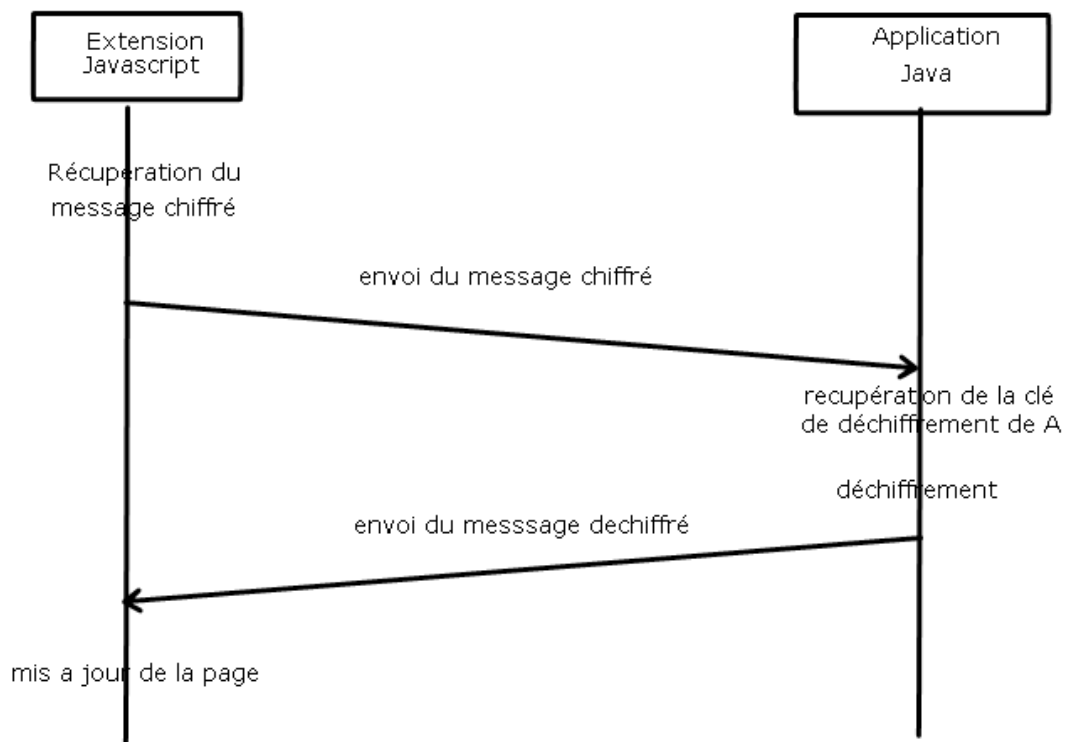 Extension
Javascript
Application
Java
Récuperation du
message chiffré
envoi du message chiffré
recupération de la clé
de déchiffrement de A
déchiffrement
envoi du messsage dechiffré
mis a jour de la page